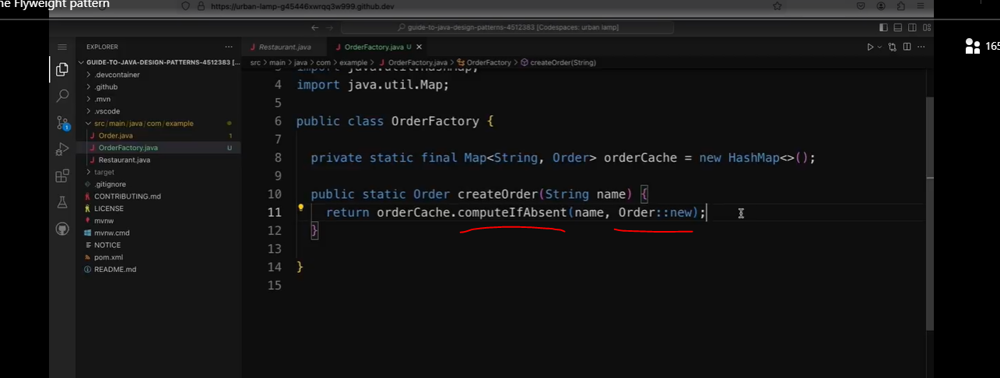 he Flyweight pattern
https://urban-lamp-g45446xwrqq3w999.github.dev
guide-to-java-design-patterns-4512383 [Codespaces: urban lamp]
165
EXPLORER
GUIDE-TO-JAVA-DESIGN-PATTERNS-4512383 [...
.devcontainer
.github
.mvn
.vscode
src/main/java/com/example
Order.java 1
OrderFactory.java U
Restaurant.java
target
.gitignore
CONTRIBUTING.md
LICENSE
mvnw
mvnw.cmd
NOTICE
pom.xml
README.md
1
Restaurant.java
OrderFactory.java U
src > main > java > com > example > OrderFactory.java > OrderFactory > createOrder(String)
3 import java.util.HashMap;
4 import java.util.Map;
5
6 public class OrderFactory {
7
8 private static final Map<String, Order> orderCache = new HashMap<>();
9
10 public static Order createOrder(String name) {
11 return orderCache.computeIfAbsent(name, Order::new);
12 }
13
14 }
15